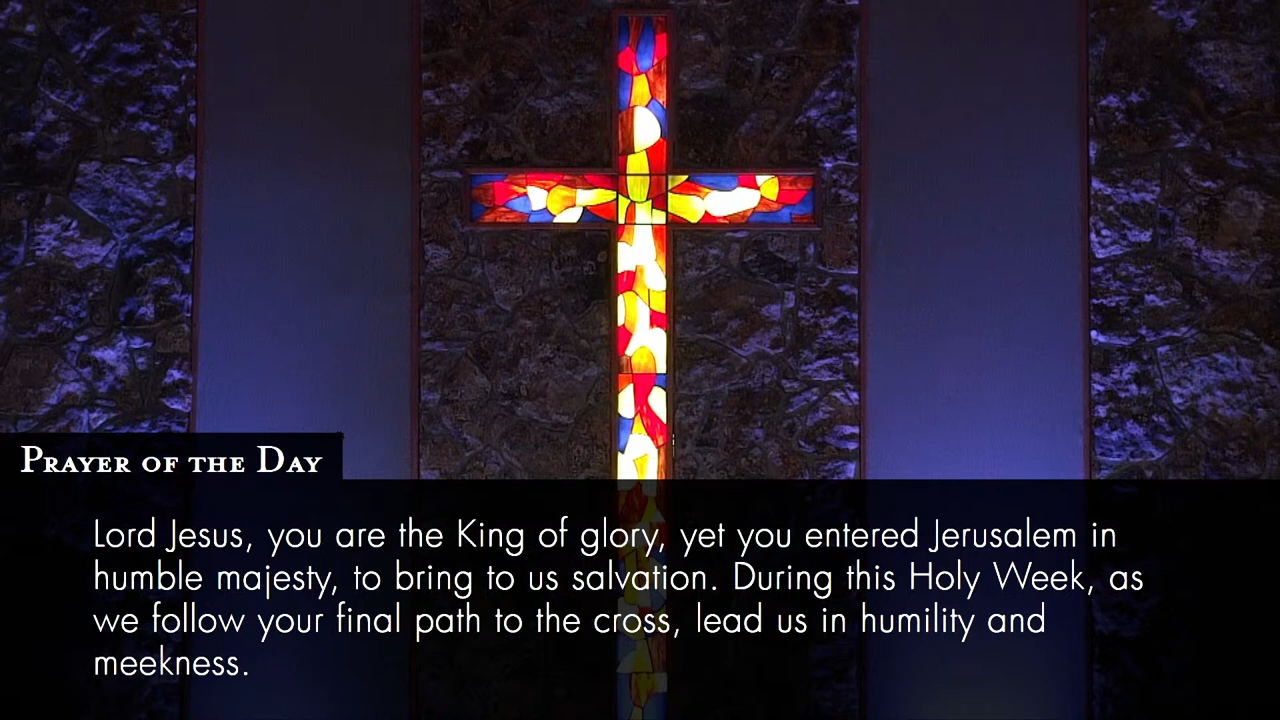 Prayer of the Day
Lord Jesus, you are the King of glory, yet you entered Jerusalem in
humble majesty, to bring to us salvation. During this Holy Week, as
we follow your final path to the cross, lead us in humility and
meekness.